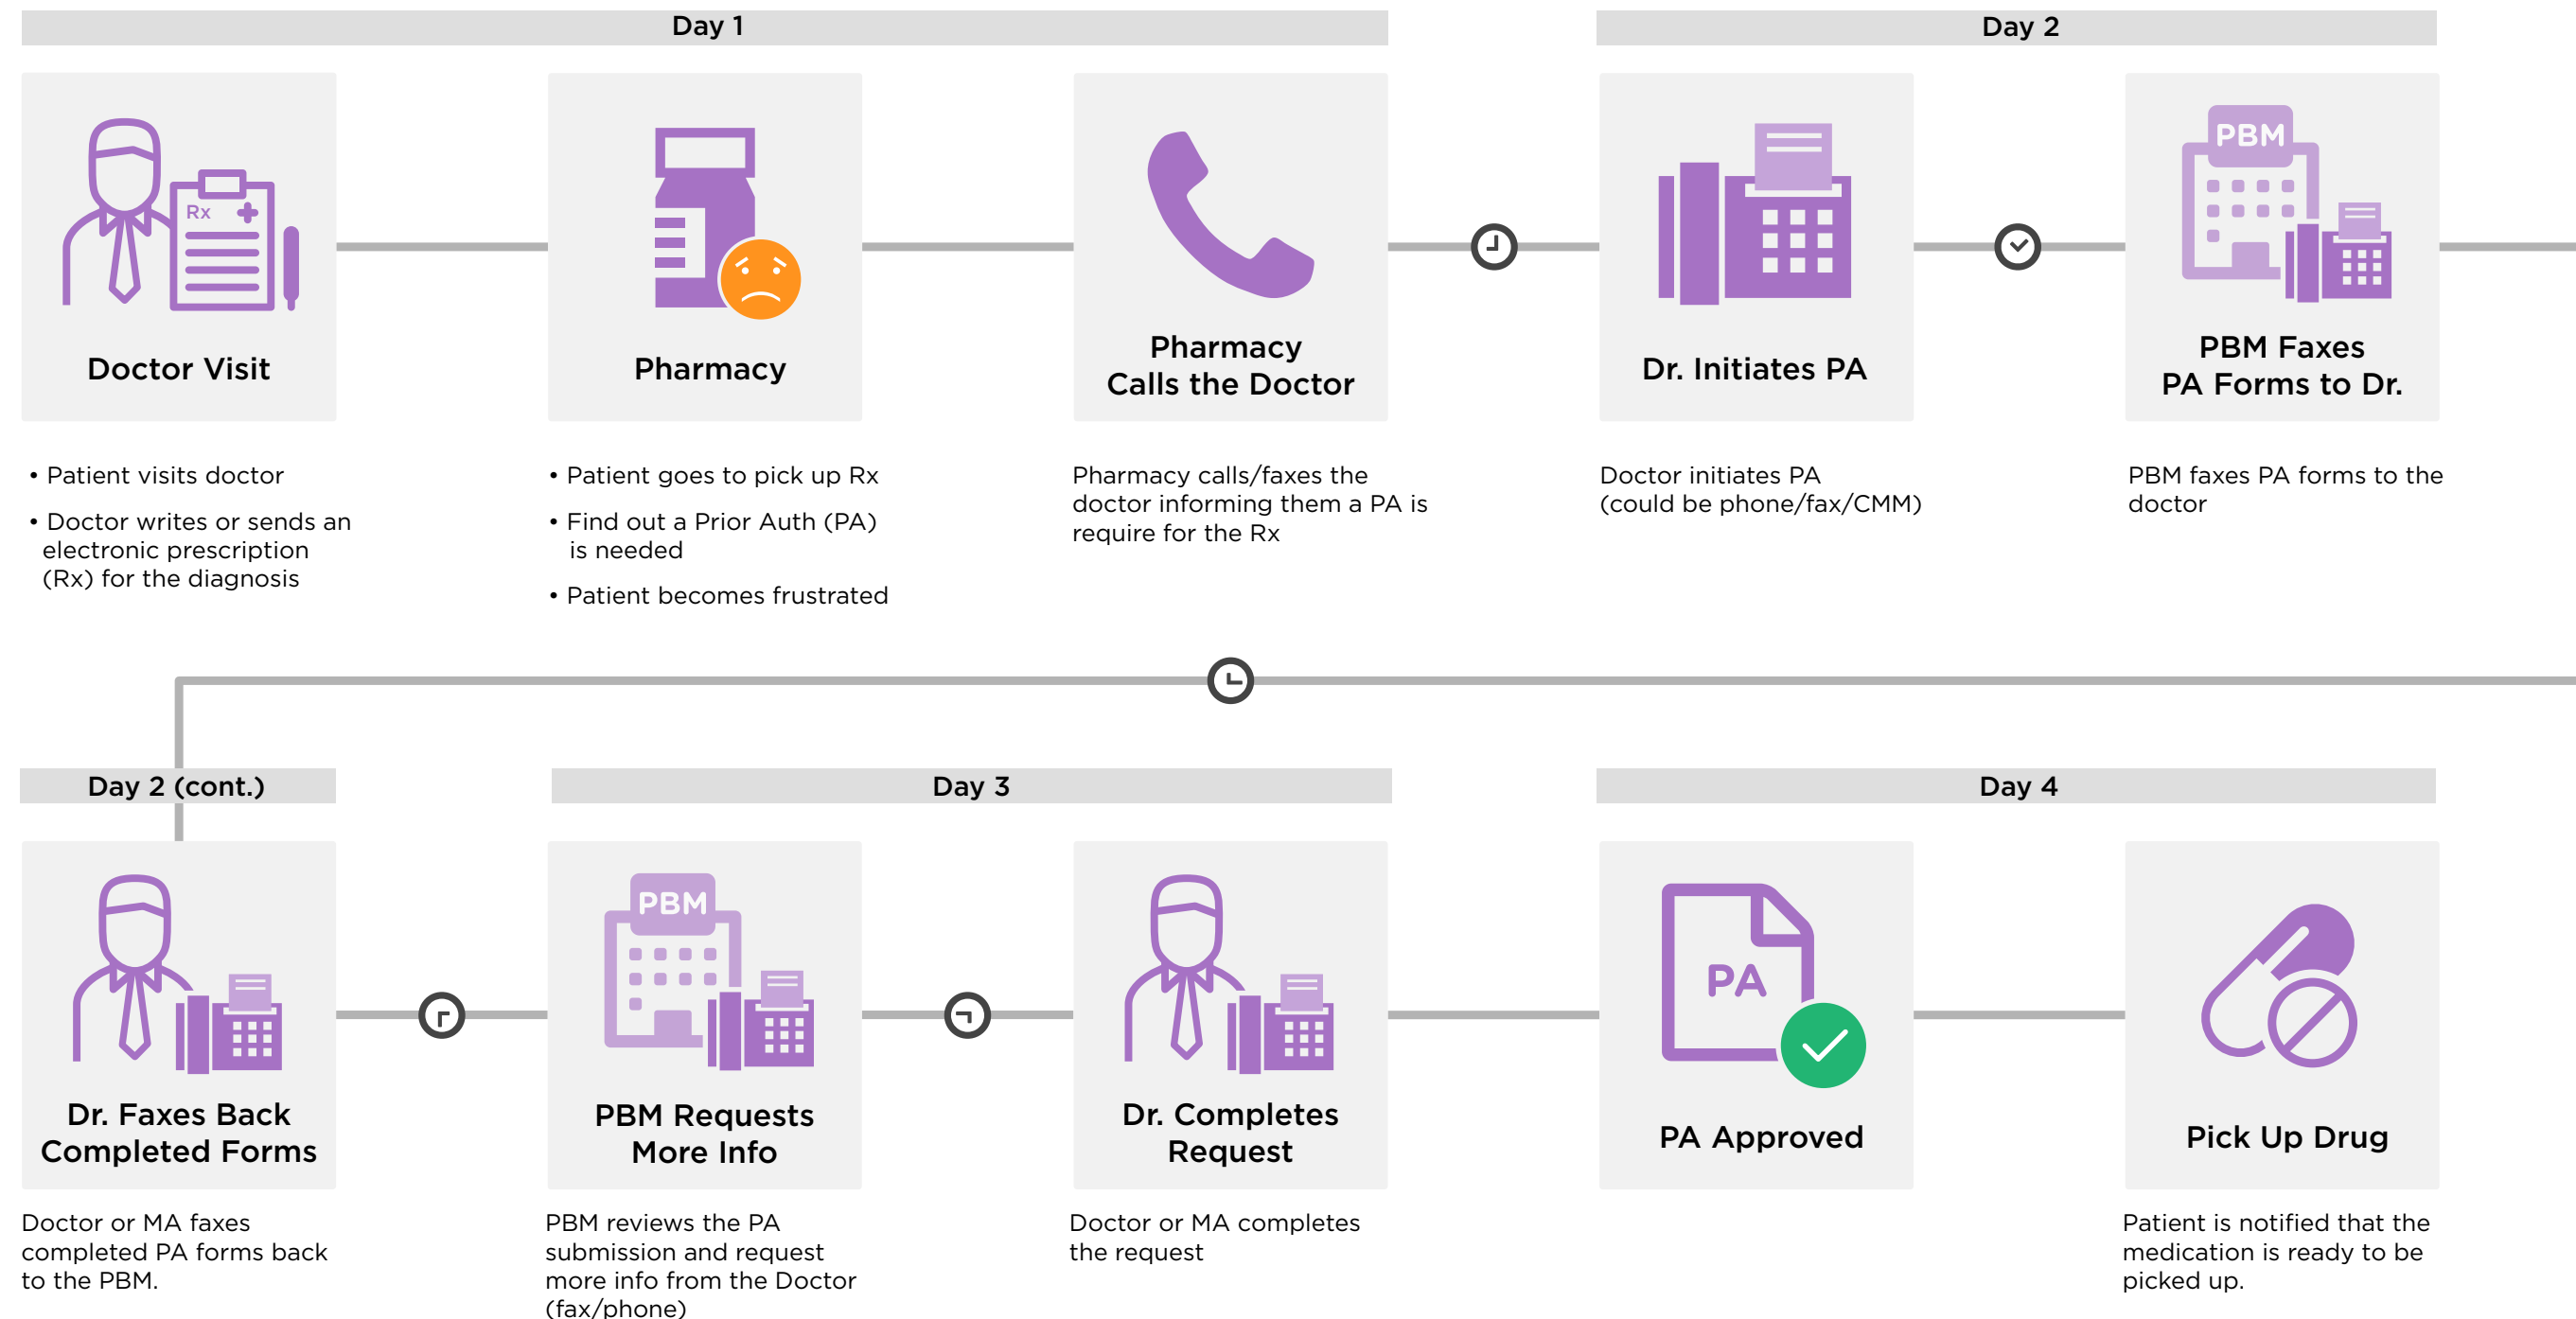 Day 1
Day 2
Rx
PBM
Doctor Visit
Pharmacy
Pharmacy
Calls the Doctor
Dr. Initiates PA
PBM Faxes
PA Forms to Dr.
• Patient visits doctor
• Doctor writes or sends an
electronic prescription
(Rx) for the diagnosis
• Patient goes to pick up Rx
• Find out a Prior Auth (PA)
is needed
• Patient becomes frustrated
Pharmacy calls/faxes the
doctor informing them a PA is
require for the Rx
Doctor initiates PA
(could be phone/fax/CMM)
PBM faxes PA forms to the
doctor
Day 2 (cont.)
Day 3
Day 4
PBM
PA
Dr. Faxes Back
Completed Forms
PBM Requests
More Info
Dr. Completes
Request
PA Approved
Pick Up Drug
Doctor or MA faxes
completed PA forms back
to the PBM.
PBM reviews the PA
submission and request
more info from the Doctor
(fax/phone)
Doctor or MA completes
the request
Patient is notified that the
medication is ready to be
picked up.